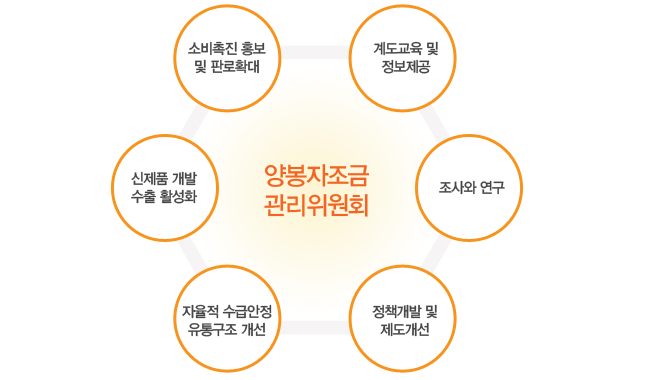 소비촉진 홍보
및 판로확대
계도교육 및
정보제공
신제품 개발
수출 활성화
양봉자조금
관리위원회
조사와 연구
자율적 수급안정
유통구조 개선
정책개발 및
제도개선